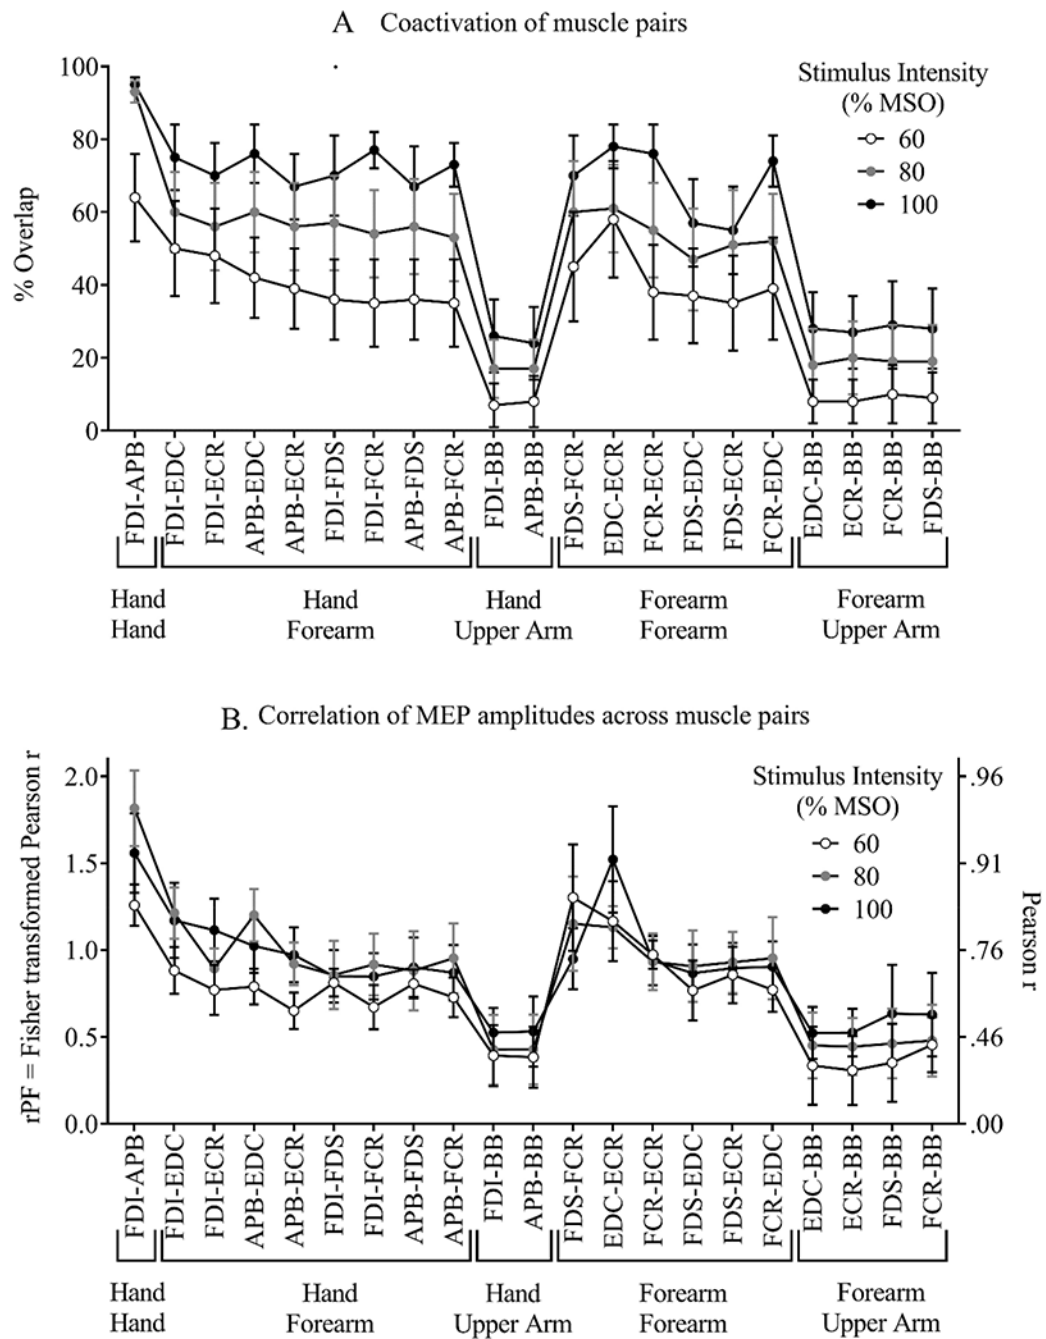 A Coactivation of muscle pairs
Stimulus Intensity
(% MSO)
60
80
100
% Overlap
100
80
60
40
20
0
FDI-APB
FDI-EDC
FDI-ECR
APB-EDC
APB-ECR
FDI-FDS
FDI-FCR
APB-FDS
APB-FCR
FDI-BB
APB-BB
FDS-FCR
EDC-ECR
FCR-ECR
FDS-EDC
FDS-ECR
FCR-EDC
EDC-BB
ECR-BB
FCR-BB
FDS-BB
Hand
Hand
Hand
Forearm
Hand
Upper Arm
Forearm
Forearm
Forearm
Upper Arm
B. Correlation of MEP amplitudes across muscle pairs
Stimulus Intensity
(% MSO)
60
80
100
rPF = Fisher transformed Pearson r
2.0
1.5
1.0
0.5
0.0
.96
.91
.76
.46
.00
Pearson r
FDI-APB
FDI-EDC
FDI-ECR
APB-EDC
APB-ECR
FDI-FDS
FDI-FCR
APB-FDS
APB-FCR
FDI-BB
APB-BB
FDS-FCR
EDC-ECR
FCR-ECR
FDS-EDC
FDS-ECR
FCR-EDC
EDC-BB
ECR-BB
FDS-BB
FCR-BB
Hand
Hand
Hand
Forearm
Hand
Upper Arm
Forearm
Forearm
Forearm
Upper Arm